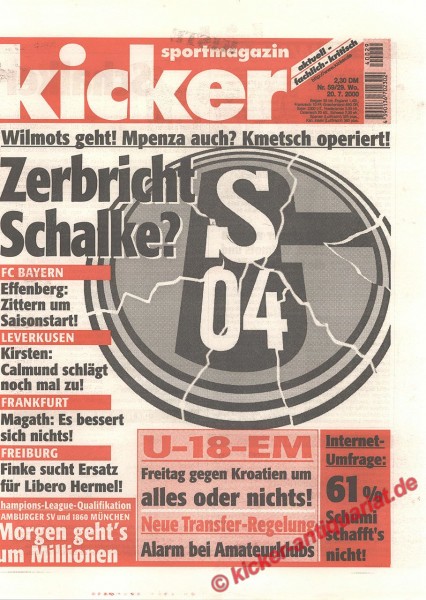 sportmagazin
kicker
aktuell -
fachlich - kritisch
2,30 DM
Nr. 58/29. Wo.
20. 7. 2000
Wilmots geht! Mpenza auch? Kmetsch operiert!
Zerbricht
Schalke?
S
04
FC BAYERN
Effenberg:
Zittern um
Saisonstart!
LEVERKUSEN
Kirsten:
Calmund schlägt
noch mal zu!
FRANKFURT
Magath: Es bessert
sich nichts!
FREIBURG
Finke sucht Ersatz
für Libero Hermel!
hampions-League-Qualifikation
AMBURGER SV und 1860 MÜNCHEN
Morgen geht's
um Millionen
U-18-EM
Freitag gegen Kroatien um
alles oder nichts!
Neue Transfer-Regelung
Alarm bei Amateurklubs
Internet-
Umfrage:
61%
Schumi
schafft's
nicht!
© kicker-antiquariat.de